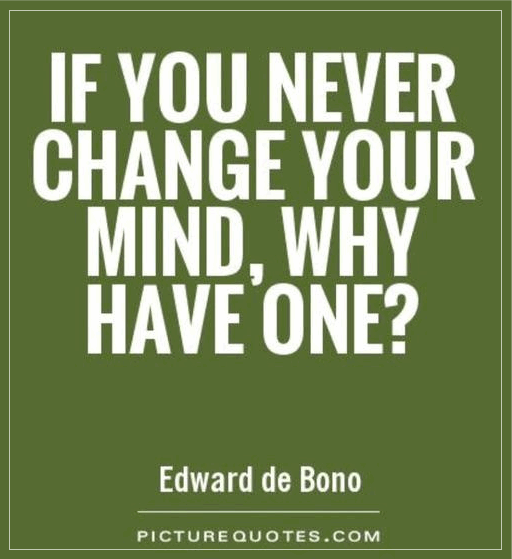 IF YOU NEVER
CHANGE YOUR
MIND, WHY
HAVE ONE?
Edward de Bono
PICTUREQUOTES.COM